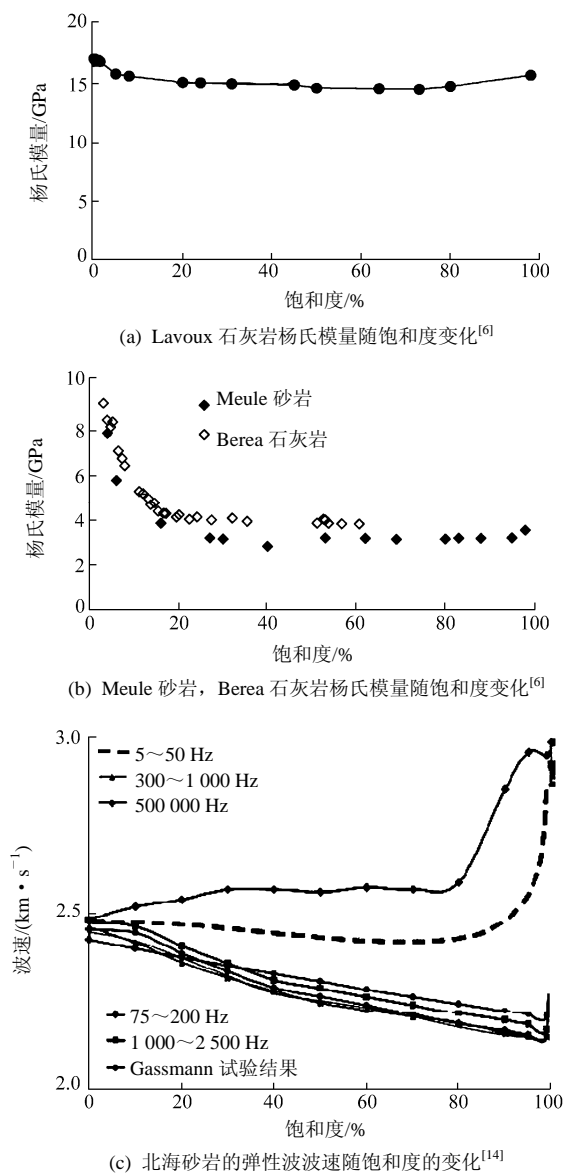 20
15
10
5
0
杨氏模量/GPa
0 20 40 60 80 100
饱和度/%
(a) Lavoux 石灰岩杨氏模量随饱和度变化[6]
10
8
6
4
2
0
杨氏模量/GPa
Meule 砂岩
Berea 石灰岩
0 20 40 60 80 100
饱和度/%
(b) Meule 砂岩，Berea 石灰岩杨氏模量随饱和度变化[6]
3.0
2.5
2.0
波速/(km·s−1)
5～50 Hz
300～1 000 Hz
500 000 Hz
75～200 Hz
1 000～2 500 Hz
Gassmann 试验结果
0 20 40 60 80 100
饱和度/%
(c) 北海砂岩的弹性波波速随饱和度的变化[14]